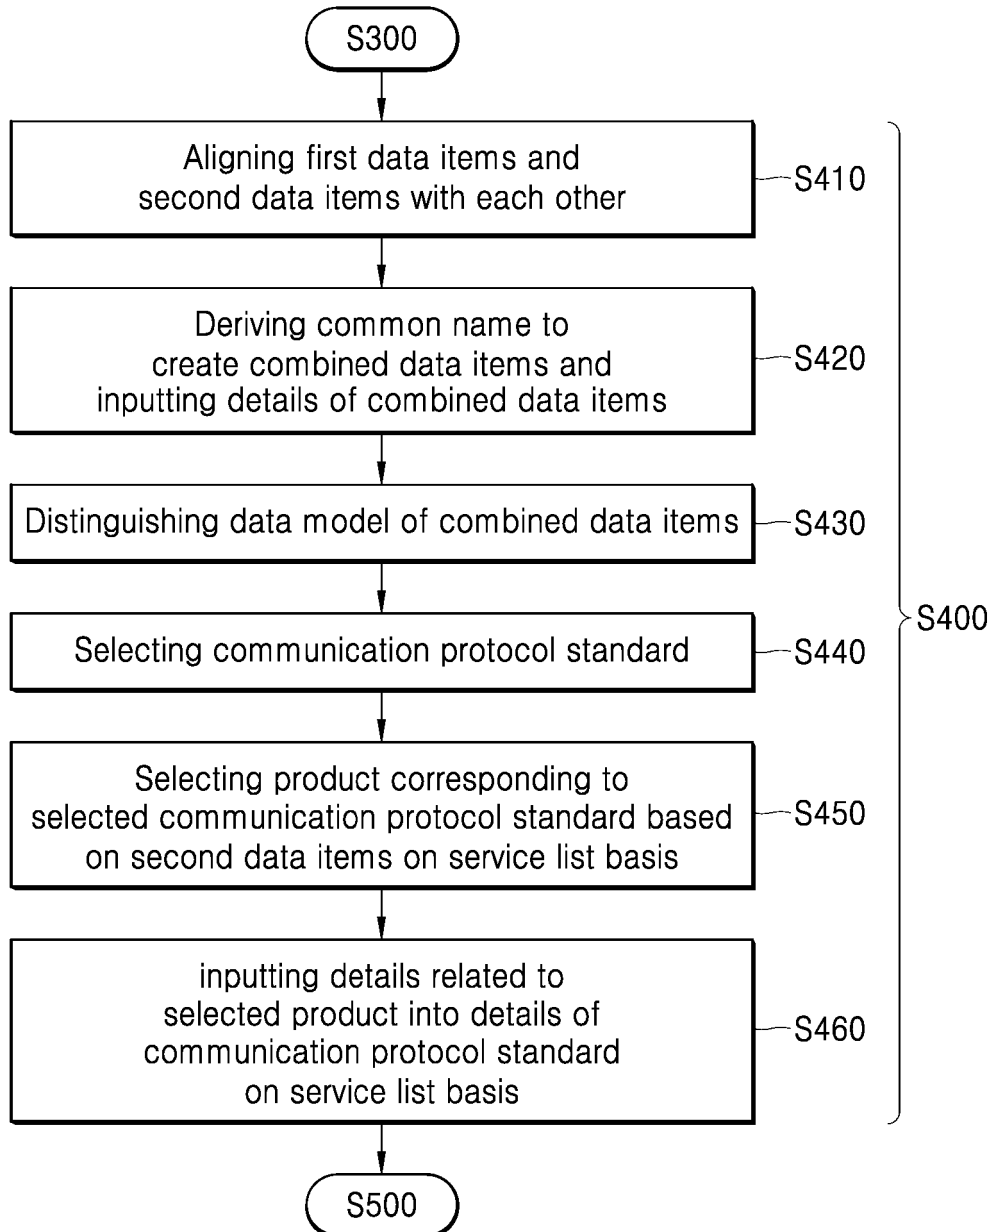 S300
Aligning first data items and
second data items with each other
S410
Deriving common name to
create combined data items and
inputting details of combined data items
S420
Distinguishing data model of combined data items
S430
Selecting communication protocol standard
S440
S400
Selecting product corresponding to
selected communication protocol standard based
on second data items on service list basis
S450
inputting details related to
selected product into details of
communication protocol standard
on service list basis
S460
S500